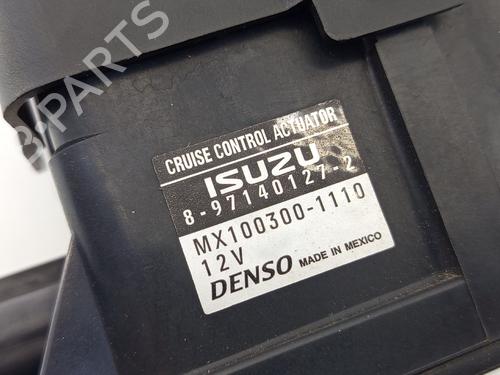 B-PARTS
CRUISE CONTROL ACTUATOR
ISUZU
8-97140127-2
MX100300-1110
12V
DENSO MADE IN MEXICO